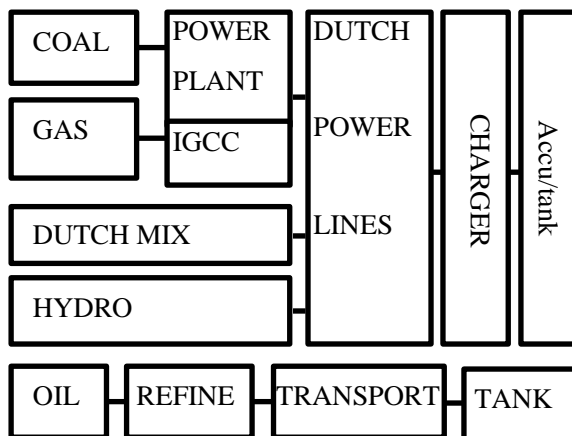 COAL
POWER
PLANT
DUTCH
GAS
IGCC
POWER
CHARGER
Accu/tank
DUTCH MIX
LINES
HYDRO
OIL
REFINE
TRANSPORT
TANK